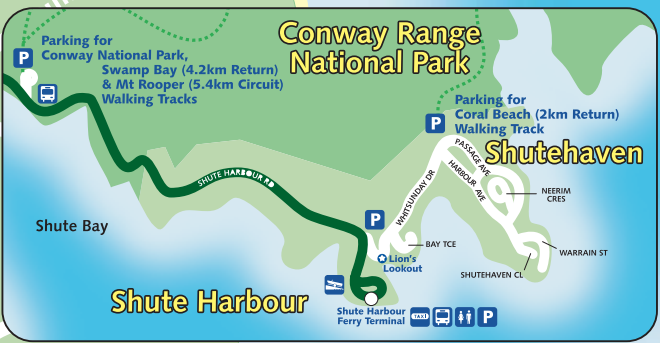 P
Parking for
Conway National Park,
Swamp Bay (4.2km Return)
& Mt Rooper (5.4km Circuit)
Walking Tracks
Conway Range
National Park
P
Parking for
Coral Beach (2km Return)
Walking Track
Shutehaven
PASSAGE AVE
HARBOUR AVE
NEERIM
CRES
WHITSUNDAY DR
SHUTE HARBOUR RD
P
Shute Bay
BAY TCE
WARRAIN ST
Lion's
Lookout
SHUTEHAVEN CL
Shute Harbour
Shute Harbour
Ferry Terminal
TAXI
P